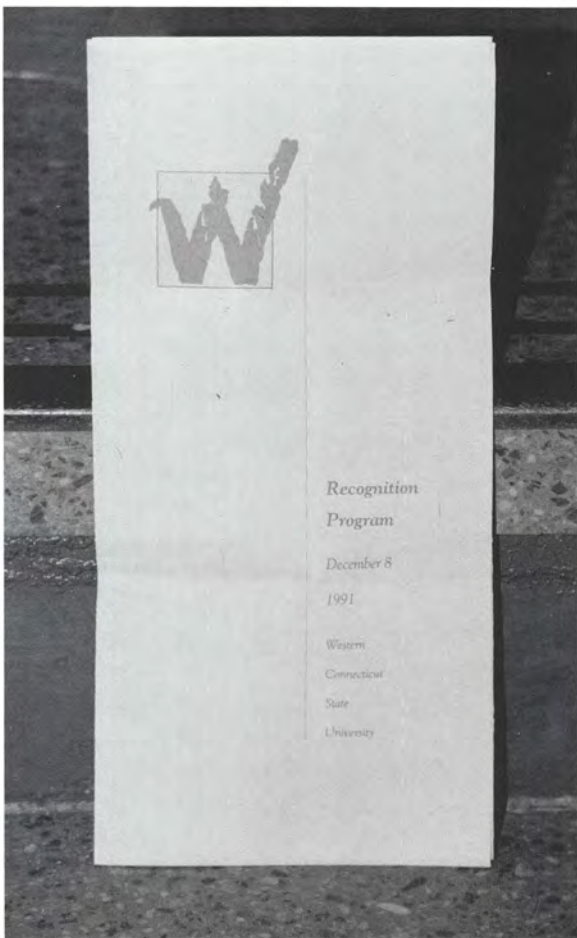 W
Recognition
Program
December 8
1991
Western
Connecticut
State
University